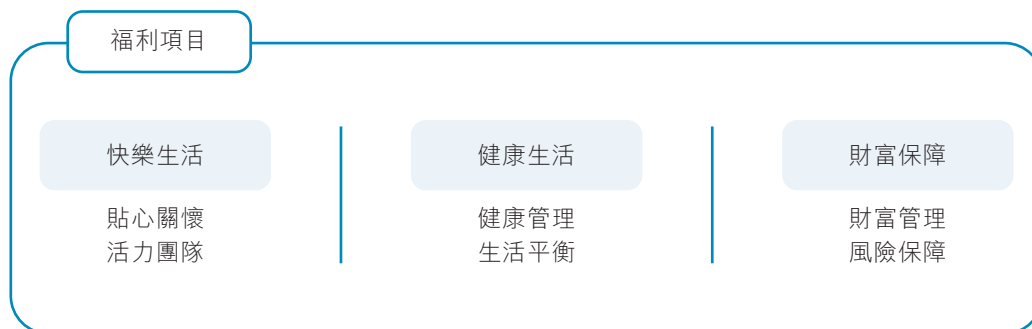 福利項目
快樂生活
貼心關懷
活力團隊
健康生活
健康管理
生活平衡
財富保障
財富管理
風險保障